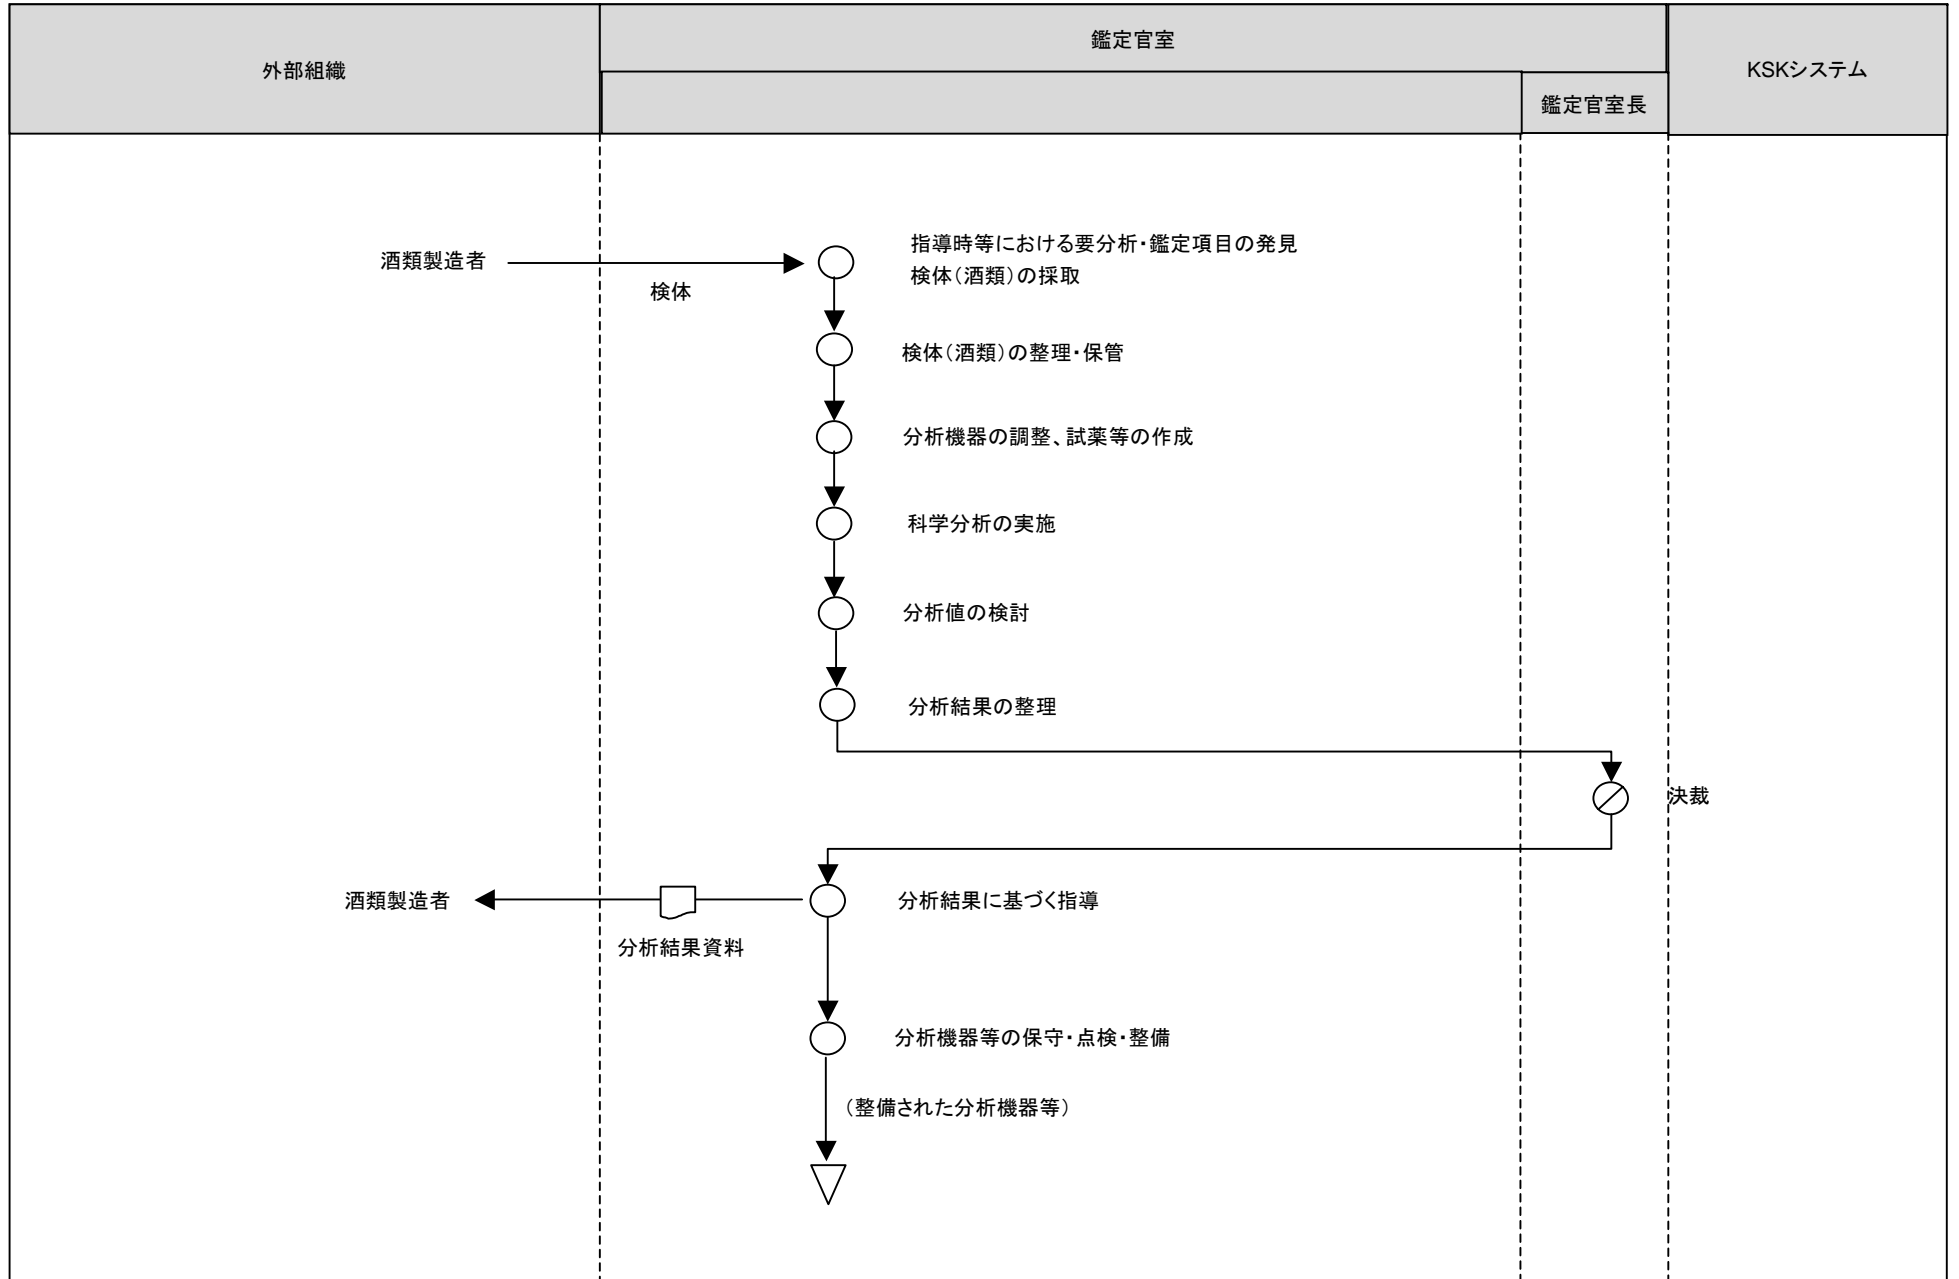 外部組織
鑑定官室
鑑定官室長
KSKシステム
酒類製造者
検体
指導時等における要分析・鑑定項目の発見
検体(酒類)の採取
検体(酒類)の整理・保管
分析機器の調整、試薬等の作成
科学分析の実施
分析値の検討
分析結果の整理
決裁
酒類製造者
分析結果資料
分析結果に基づく指導
分析機器等の保守・点検・整備
(整備された分析機器等)